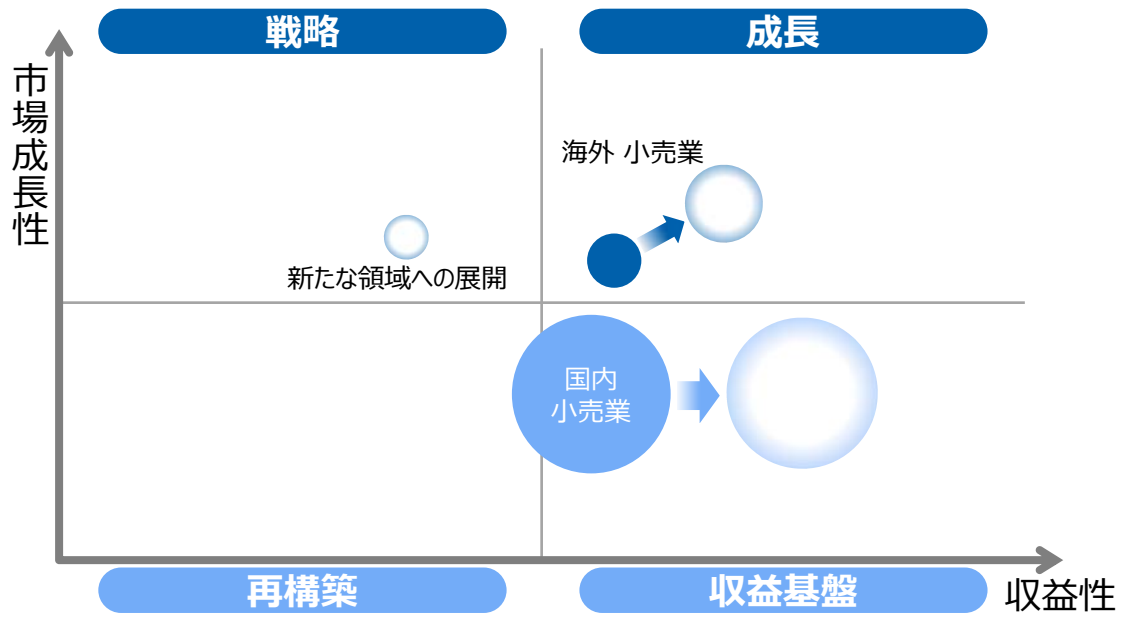 戦略
成長
市場成長性
海外 小売業
新たな領域への展開
国内
小売業
再構築
収益基盤
収益性